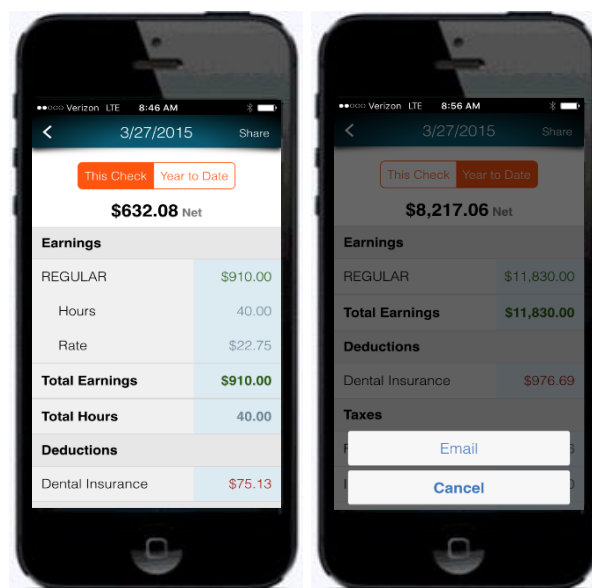 Verizon LTE 8:46 AM
3/27/2015 Share
This Check Year to Date
$632.08 Net
Earnings
REGULAR $910.00
Hours 40.00
Rate $22.75
Total Earnings $910.00
Total Hours 40.00
Deductions
Dental Insurance $75.13
Verizon LTE 8:56 AM
3/27/2015 Share
This Check Year to Date
$8,217.06 Net
Earnings
REGULAR $11,830.00
Total Earnings $11,830.00
Deductions
Dental Insurance $976.69
Taxes
Email
Cancel